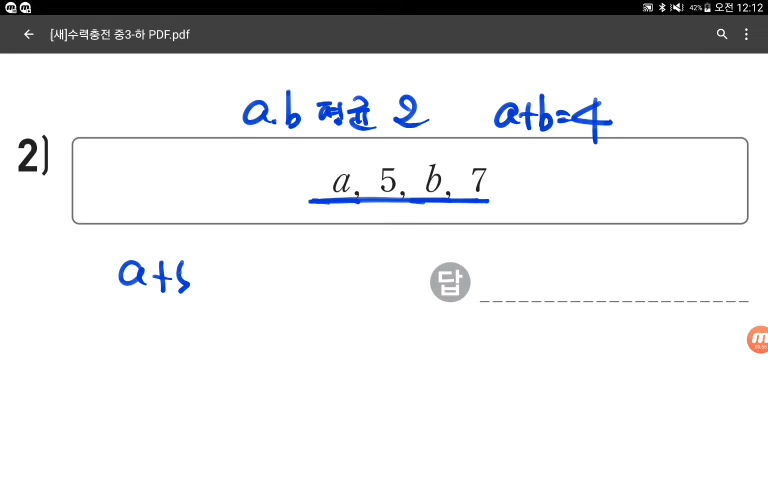 42% 오전 12:12
[새]수력충전 중3-하 PDF.pdf
a.b 평균 2 a+b=4
2)
a, 5, b, 7
a+b
답